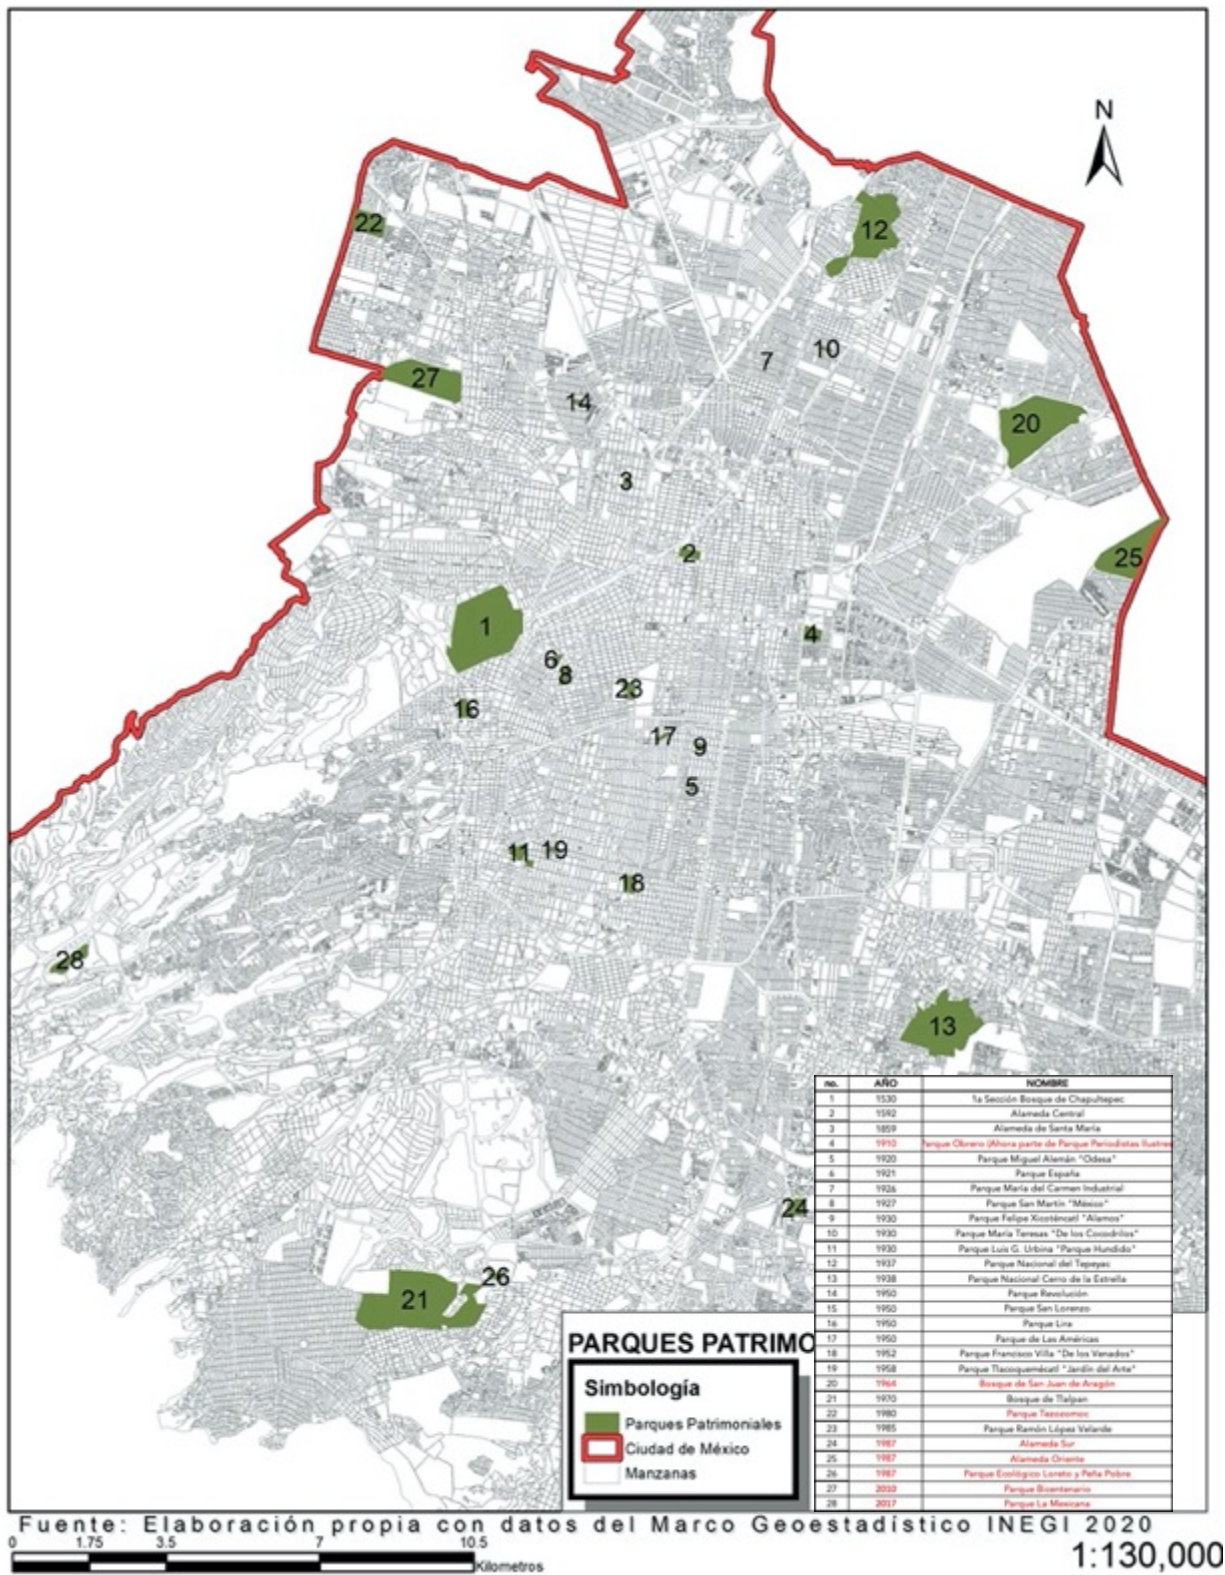 N
22
12
7
10
27
14
20
3
2
25
1
4
6
8
23
16
17
9
5
11
19
18
28
13
24
26
21
no. AÑO NOMBRE
1 1530 1a Sección Bosque de Chapultepec
2 1592 Alameda Central
3 1859 Alameda de Santa María
4 1910 Parque Obrero (Ahora parte de Parque Periodistas Ilustres
5 1920 Parque Miguel Alemán "Odesa"
6 1921 Parque España
7 1926 Parque María del Carmen Industrial
8 1927 Parque San Martín "México"
9 1930 Parque Felipe Xicoténcatl "Alamos"
10 1930 Parque María Teresas "De los Cocodrilos"
11 1930 Parque Luis G. Urbina "Parque Hundido"
12 1937 Parque Nacional del Tepeyac
13 1938 Parque Nacional Cerro de la Estrella
14 1950 Parque Revolución
15 1950 Parque San Lorenzo
16 1950 Parque Lira
17 1950 Parque de Las Américas
18 1952 Parque Francisco Villa "De los Venados"
19 1958 Parque Tlacoquemécatl "Jardín del Arte"
20 1964 Bosque de San Juan de Aragón
21 1970 Bosque de Tlalpan
22 1980 Parque Tezozomoc
23 1985 Parque Ramón López Velarde
24 1987 Alameda Sur
25 1987 Alameda Oriente
26 1987 Parque Ecológico Loreto y Peña Pobre
27 2010 Parque Bicentenario
28 2017 Parque La Mexicana
PARQUES PATRIMO
Simbología
Parques Patrimoniales
Ciudad de México
Manzanas
Fuente: Elaboración propia con datos del Marco Geoestadístico INEGI 2020
0 1.75 3.5 7 10.5
Kilometros
1:130,000